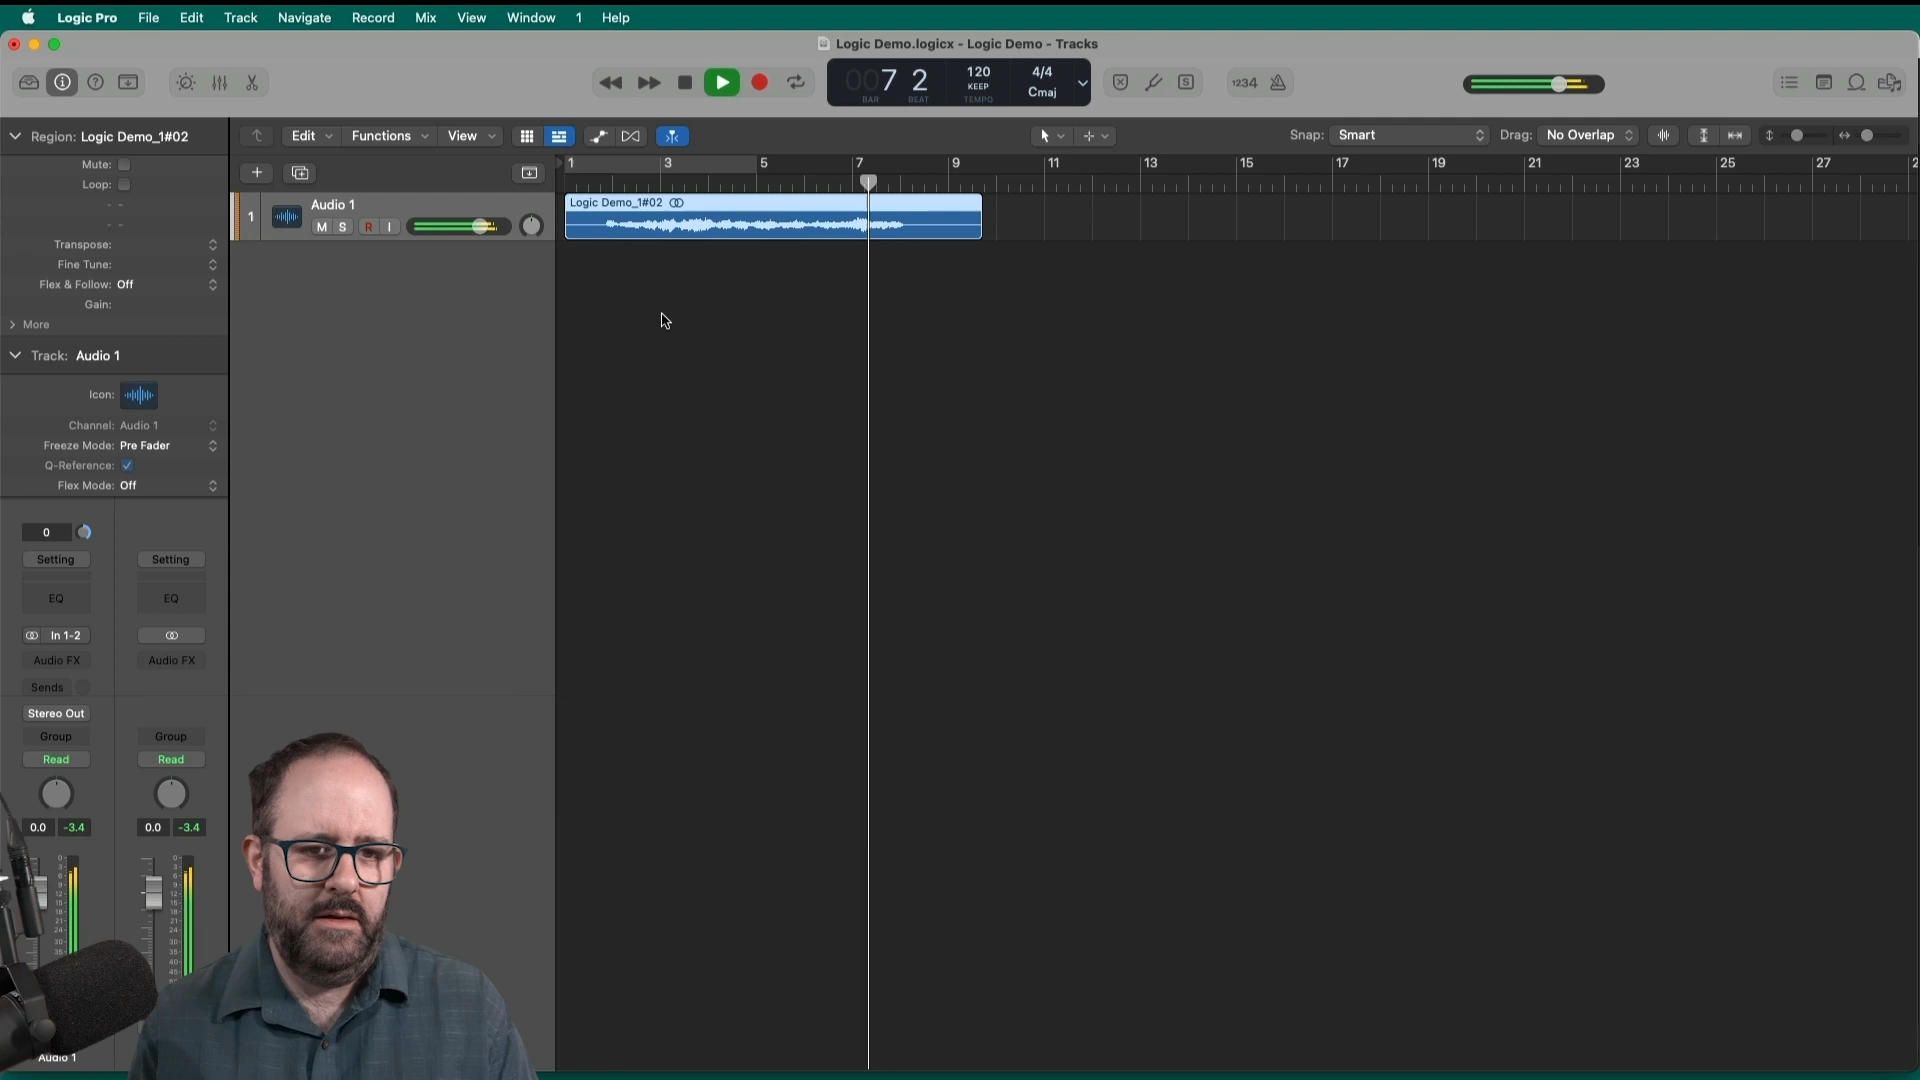 Logic Pro File Edit Track Navigate Record Mix View Window 1 Help
Logic Demo.logicx - Logic Demo - Tracks
007 2 120 4/4
KEEP Cmaj
BAR BEAT TEMPO
1234
Region: Logic Demo_1#02
Edit Functions View Snap: Smart Drag: No Overlap
Mute:
Loop:
- -
- -
Transpose:
Fine Tune:
Flex & Follow: Off
Gain:
More
1 3 5 7 9 11 13 15 17 19 21 23 25 27 2
1 Audio 1
M S R I
Logic Demo_1#02
Track: Audio 1
Icon:
Channel: Audio 1
Freeze Mode: Pre Fader
Q-Reference:
Flex Mode: Off
0
Setting Setting
EQ EQ
In 1-2
Audio FX Audio FX
Sends
Stereo Out
Group Group
Read Read
0.0 -3.4 0.0 -3.4
Audio 1